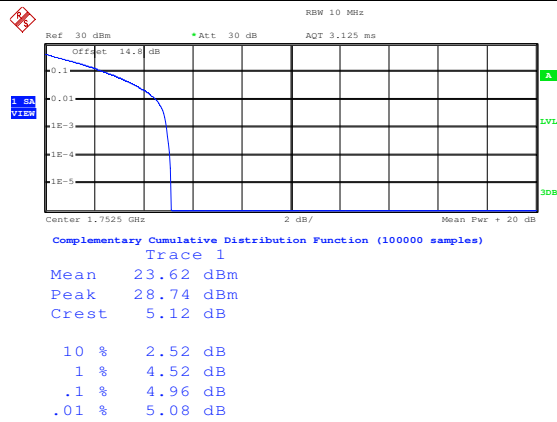 RBW 10 MHz
Ref 30 dBm *Att 30 dB AQT 3.125 ms
Offset 14.8 dB
0.1
0.01
1E-3
1E-4
1E-5
1 SA
VIEW
A
LVL
3DB
Center 1.7525 GHz 2 dB/ Mean Pwr + 20 dB
Complementary Cumulative Distribution Function (100000 samples)
Trace 1
Mean 23.62 dBm
Peak 28.74 dBm
Crest 5.12 dB
10 % 2.52 dB
1 % 4.52 dB
.1 % 4.96 dB
.01 % 5.08 dB